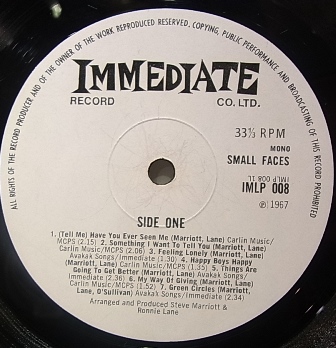 ALL RIGHTS OF THE RECORD PRODUCER AND OF THE OWNER OF THE WORK REPRODUCED RESERVED. COPYING, PUBLIC PERFORMANCE AND BROADCASTING OF THIS RECORD PROHIBITED
IMMEDIATE
RECORD CO. LTD.
33⅓ RPM
MONO
SMALL FACES
IMLP 008 1L
IMLP 008
℗ 1967
SIDE ONE
1. (Tell Me) Have You Ever Seen Me (Marriott, Lane) Carlin Music/
MCPS (2.15) 2. Something I Want To Tell You (Marriott, Lane)
Carlin Music/MCPS (2.06) 3. Feeling Lonely (Marriott, Lane)
Avakak Songs/Immediate (1.30) 4. Happy Boys Happy
(Marriott, Lane) Carlin Music/MCPS (1.35) 5. Things Are
Going To Get Better (Marriott, Lane) Avakak Songs/
Immediate (2.36) 6. My Way Of Giving (Marriott, Lane)
Carlin Music/MCPS (1.52) 7. Green Circles (Marriott,
Lane, O'Sullivan) Avakak Songs/Immediate (2.34)
Arranged and Produced Steve Marriott &
Ronnie Lane